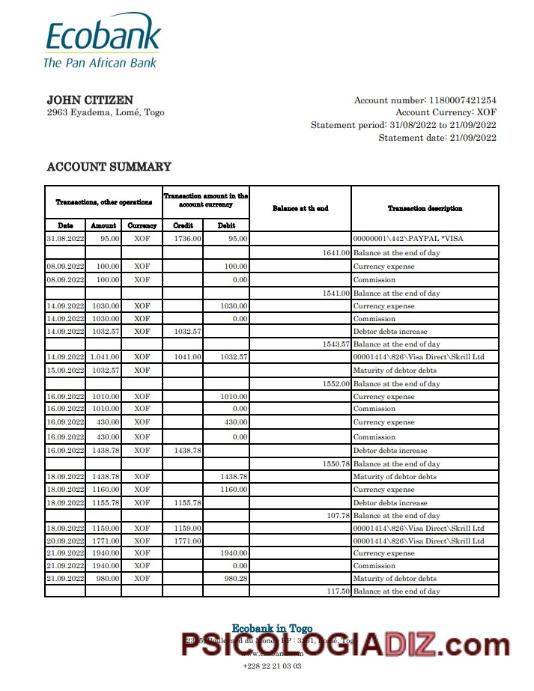 Ecobank
The Pan African Bank
JOHN CITIZEN
2963 Eyadema, Lomé, Togo
Account number: 1180007421254
Account Currency: XOF
Statement period: 31/08/2022 to 21/09/2022
Statement date: 21/09/2022
ACCOUNT SUMMARY
Transactions, other operations Transaction amount in the account currency Balance at th end Transaction description
Date Amount Currency Credit Debit
31.08.2022 95.00 XOF 1736.00 95.00 00000001\442\PAYPAL *VISA
1641.00 Balance at the end of day
08.09.2022 100.00 XOF 100.00 Currency expense
08.09.2022 100.00 XOF 0.00 Commission
1541.00 Balance at the end of day
14.09.2022 1030.00 XOF 1030.00 Currency expense
14.09.2022 1030.00 XOF 0.00 Commission
14.09.2022 1032.57 XOF 1032.57 Debtor debts increase
1543.57 Balance at the end of day
14.09.2022 1.041.00 XOF 1041.00 1032.57 00001414\826\Visa Direct\Skrill Ltd
15.09.2022 1032.57 XOF Maturity of debtor debts
1552.00 Balance at the end of day
16.09.2022 1010.00 XOF 1010.00 Currency expense
16.09.2022 1010.00 XOF 0.00 Commission
16.09.2022 430.00 XOF 430.00 Currency expense
16.09.2022 430.00 XOF 0.00 Commission
16.09.2022 1438.78 XOF 1438.78 Debtor debts increase
1550.78 Balance at the end of day
18.09.2022 1438.78 XOF 1438.78 Maturity of debtor debts
18.09.2022 1160.00 XOF 1160.00 Currency expense
18.09.2022 1155.78 XOF 1155.78 Debtor debts increase
107.78 Balance at the end of day
18.09.2022 1159.00 XOF 1159.00 00001414\826\Visa Direct\Skrill Ltd
20.09.2022 1771.00 XOF 1771.00 00001414\826\Visa Direct\Skrill Ltd
21.09.2022 1940.00 XOF 1940.00 Currency expense
21.09.2022 1940.00 XOF 0.00 Commission
21.09.2022 980.00 XOF 980.28 Maturity of debtor debts
117.50 Balance at the end of day
Ecobank in Togo
PSICOLOGIADIZ.com
+228 22 21 03 03